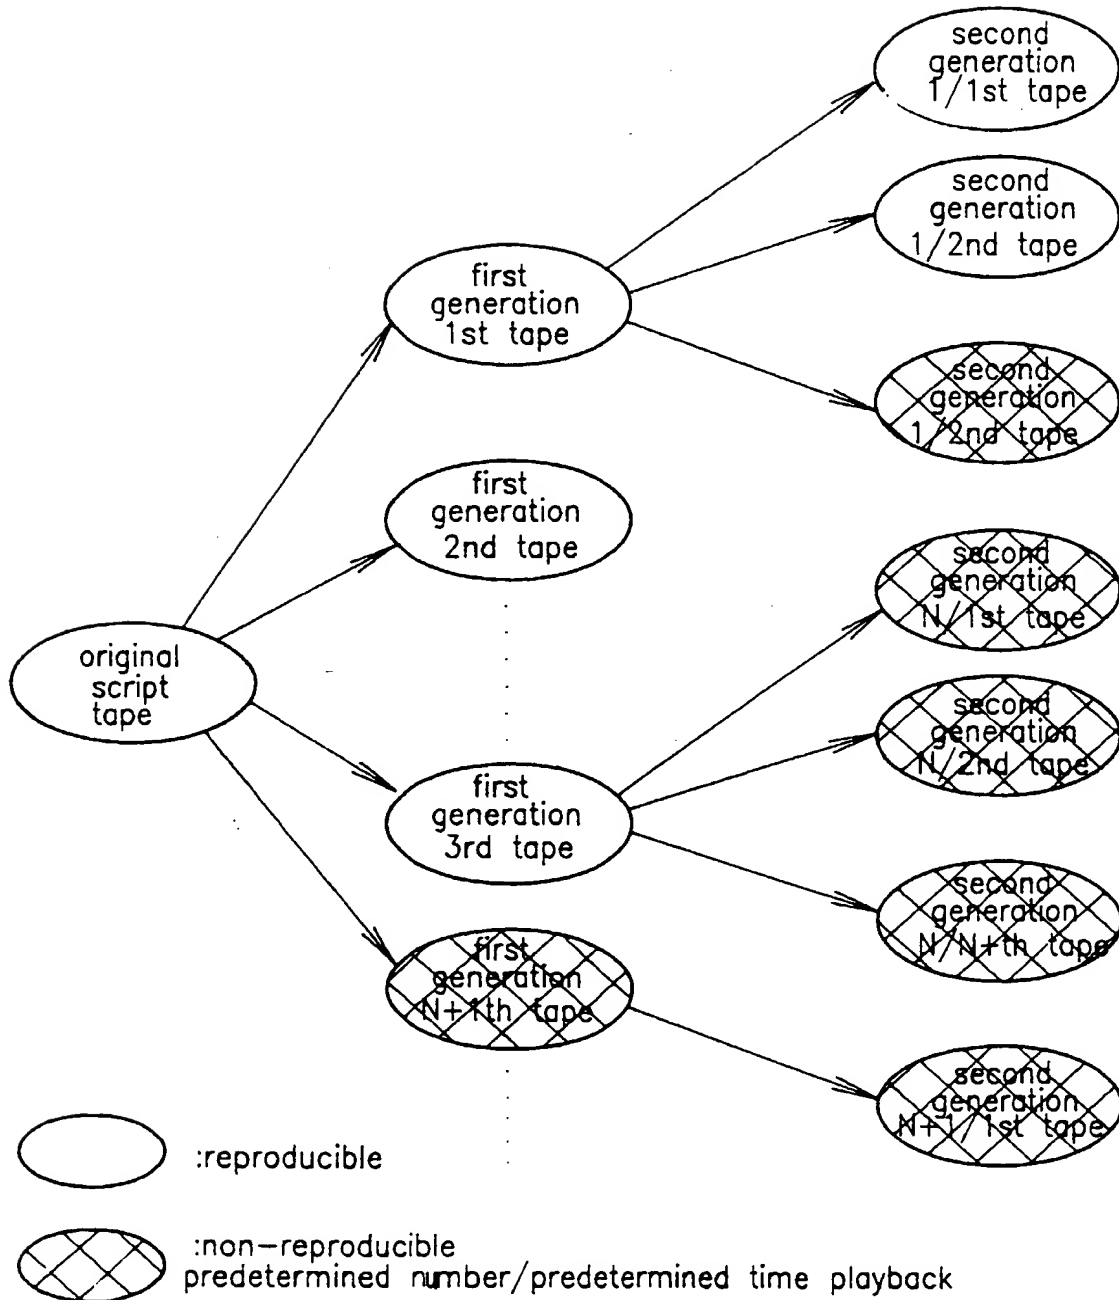 second
generation
1/1st tape
second
generation
1/2nd tape
first
generation
1st tape
second
generation
1/2nd tape
first
generation
2nd tape
second
generation
N/1st tape
original
script
tape
second
generation
N/2nd tape
first
generation
3rd tape
second
generation
N/N+th tape
first
generation
N+1th tape
second
generation
N+1/1st tape
:reproducible
:non-reproducible
predetermined number/predetermined time playback